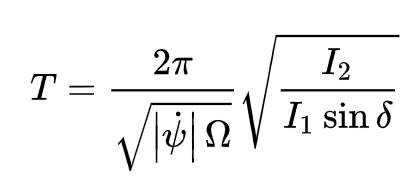 T = \frac{2\pi}{\sqrt{|\dot{\psi}| \, \Omega}} \sqrt{\frac{I_2}{I_1 \sin \delta}}